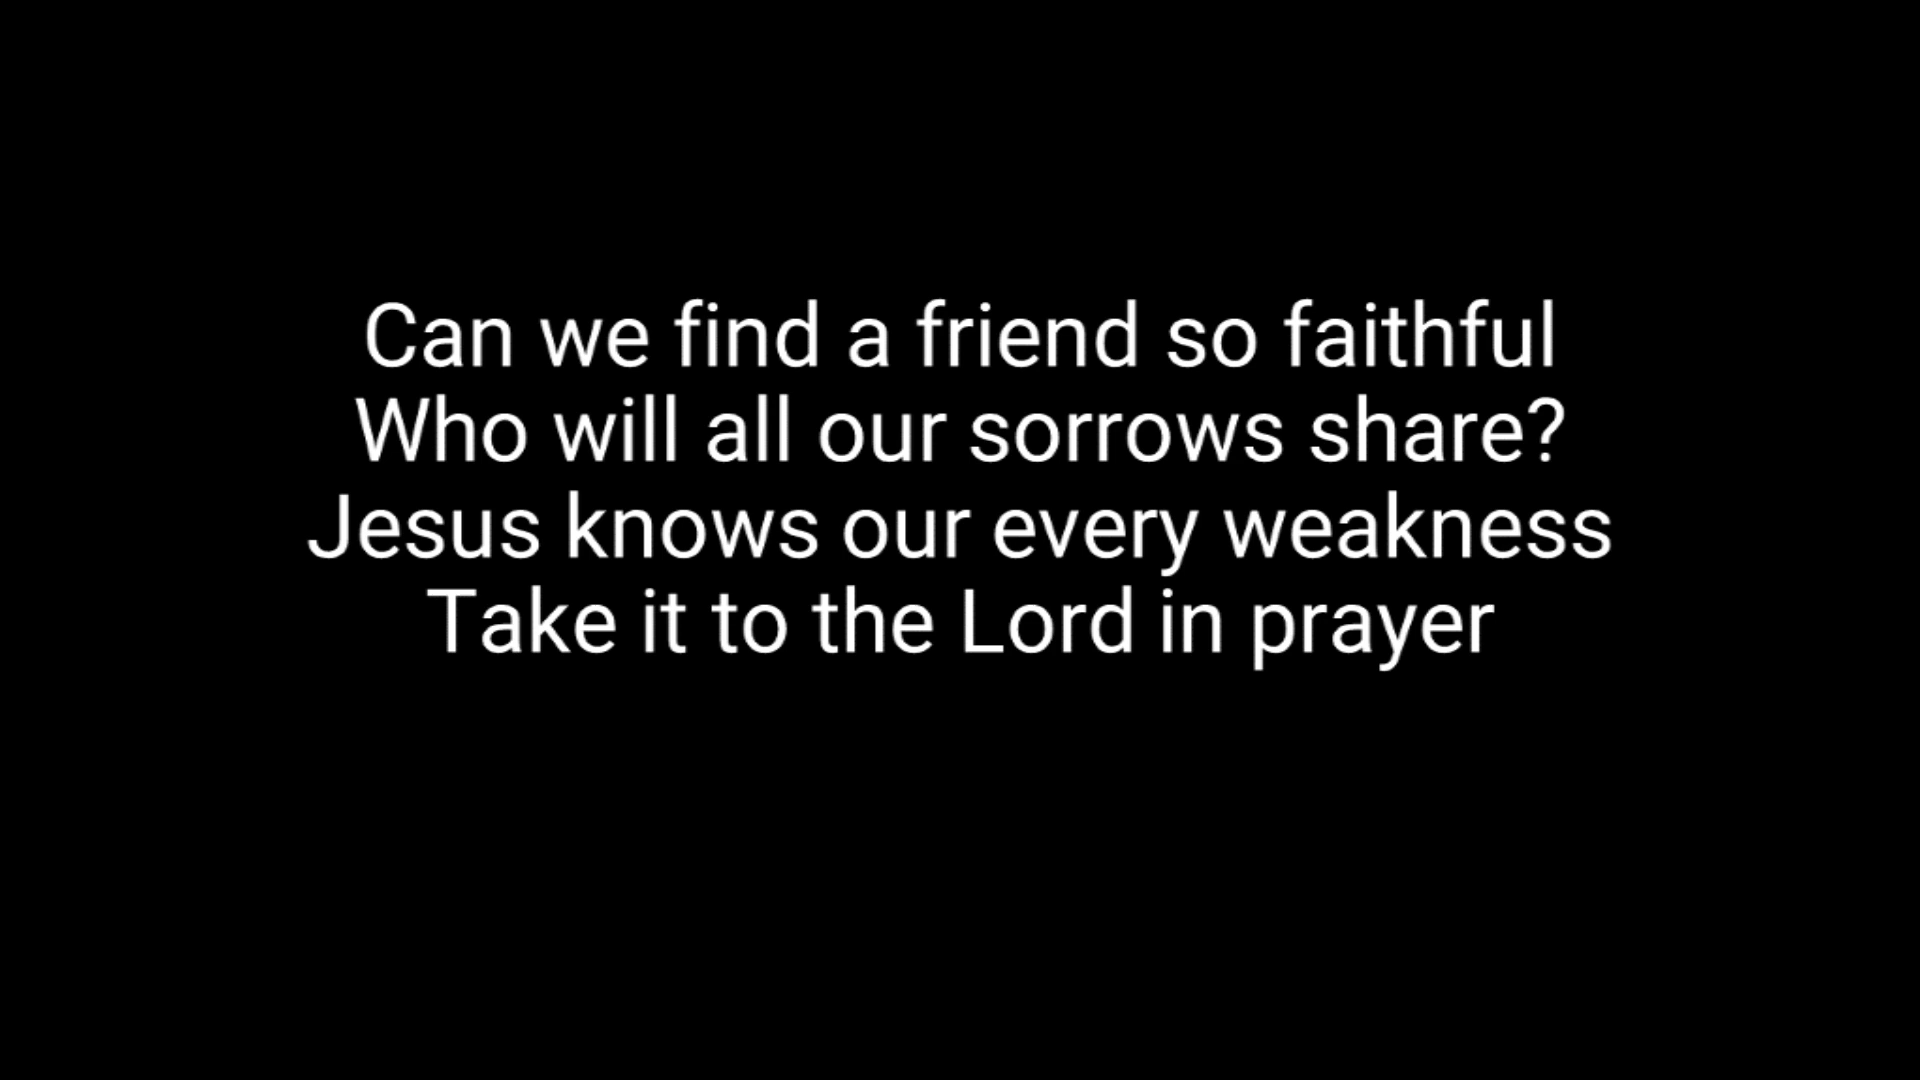 Can we find a friend so faithful
Who will all our sorrows share?
Jesus knows our every weakness
Take it to the Lord in prayer